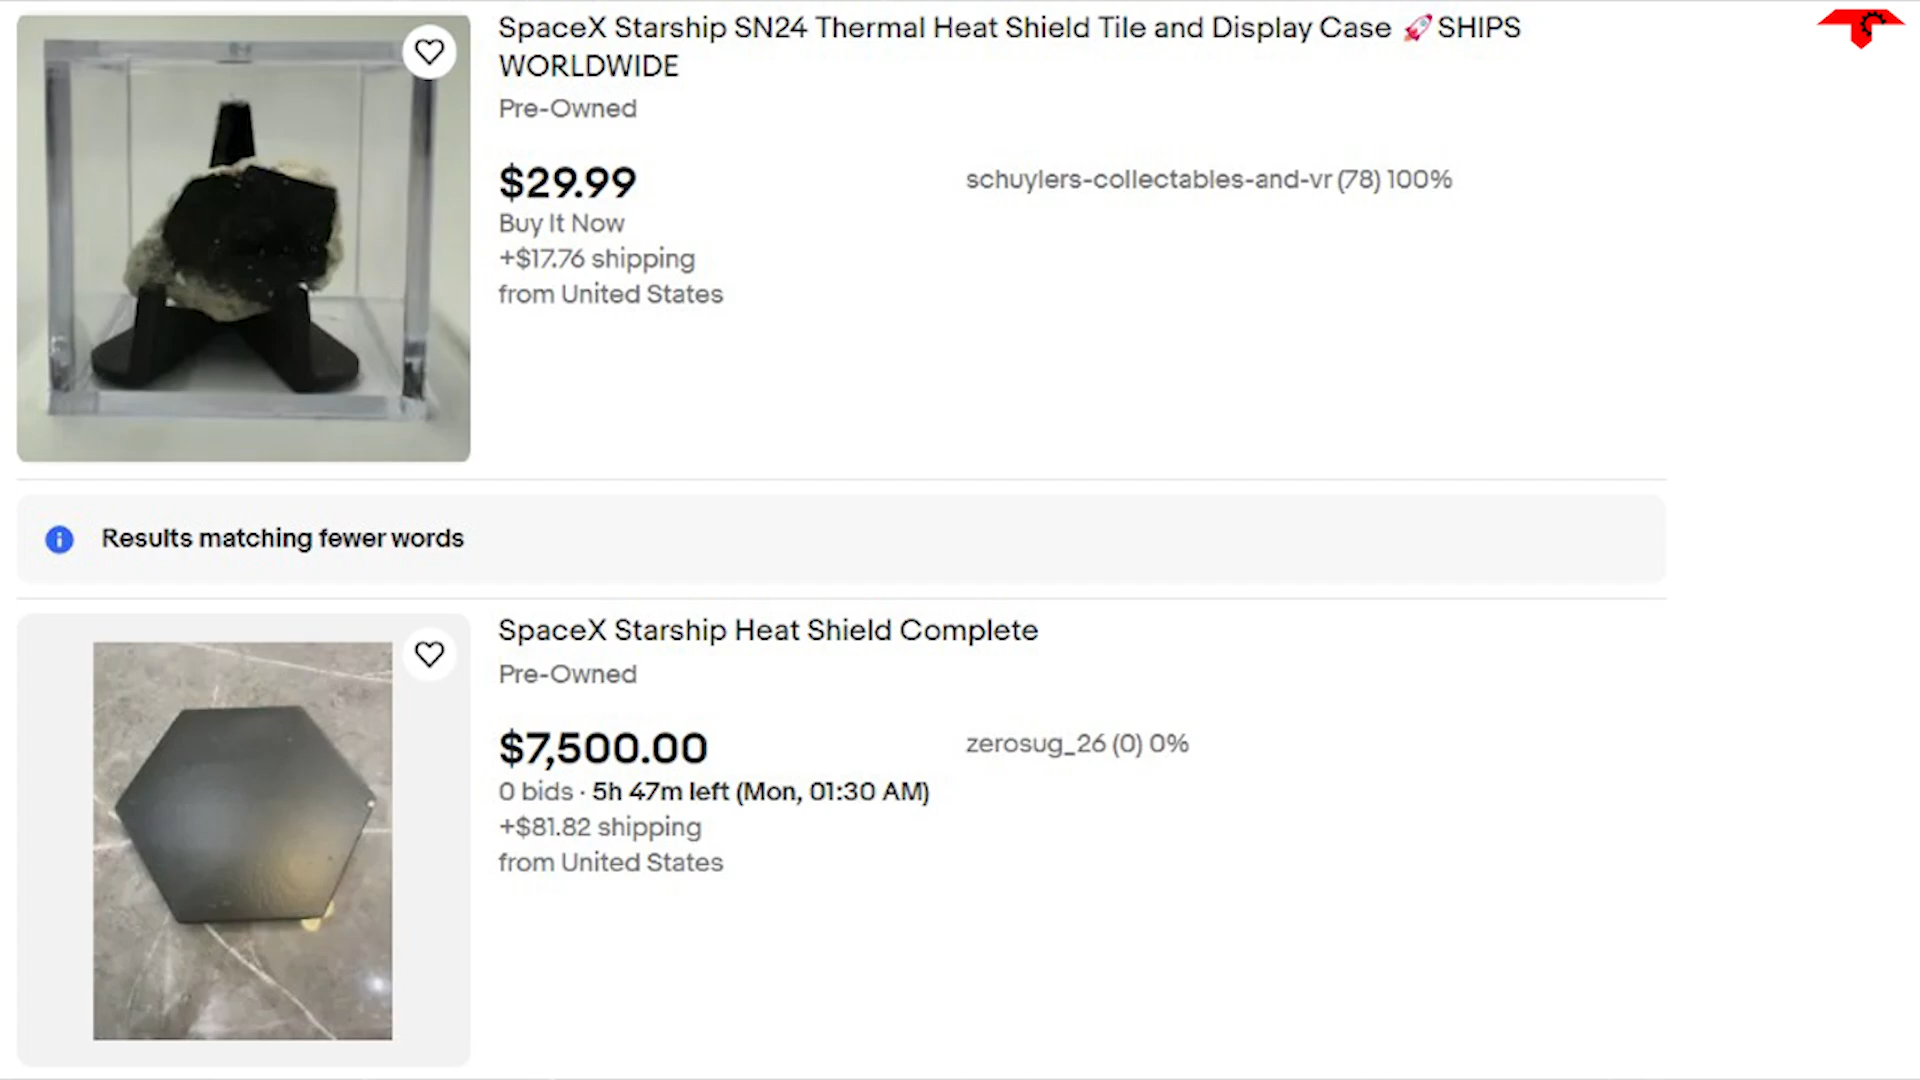 SpaceX Starship SN24 Thermal Heat Shield Tile and Display Case 🚀SHIPS
WORLDWIDE
Pre-Owned
$29.99
schuylers-collectables-and-vr (78) 100%
Buy It Now
+$17.76 shipping
from United States
Results matching fewer words
SpaceX Starship Heat Shield Complete
Pre-Owned
$7,500.00
zerosug_26 (0) 0%
0 bids · 5h 47m left (Mon, 01:30 AM)
+$81.82 shipping
from United States